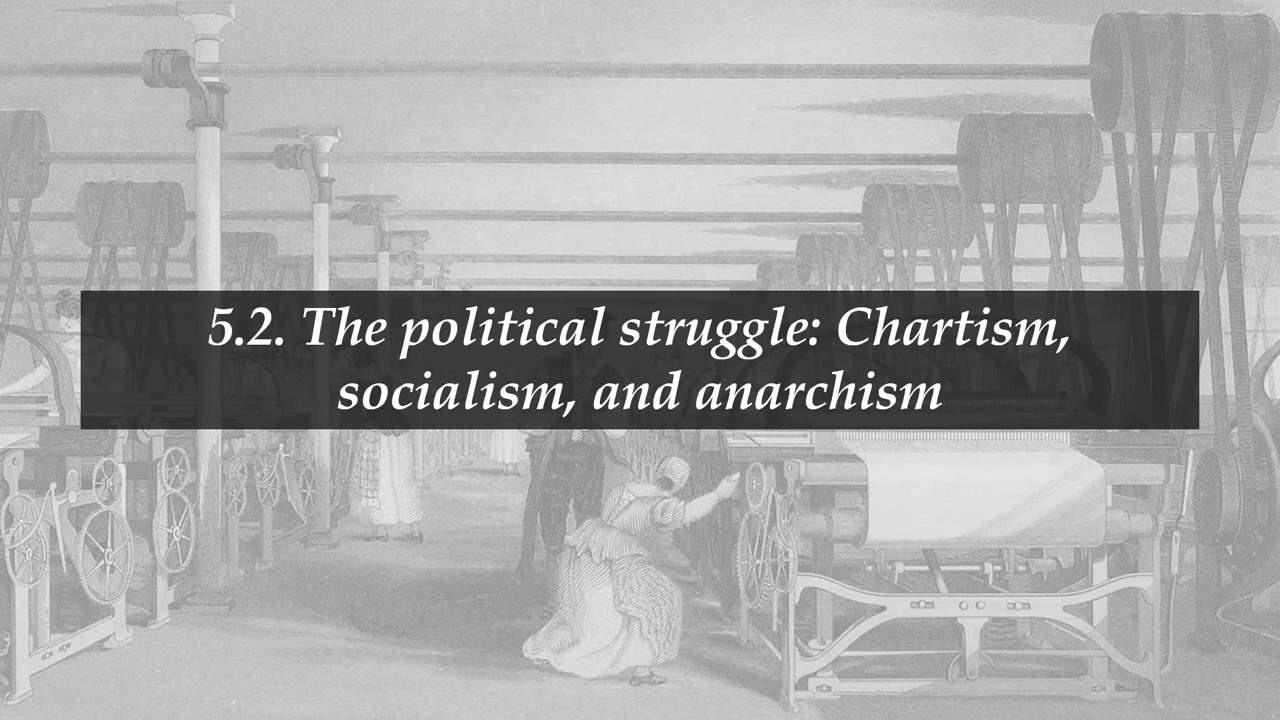 5.2. The political struggle: Chartism,
socialism, and anarchism